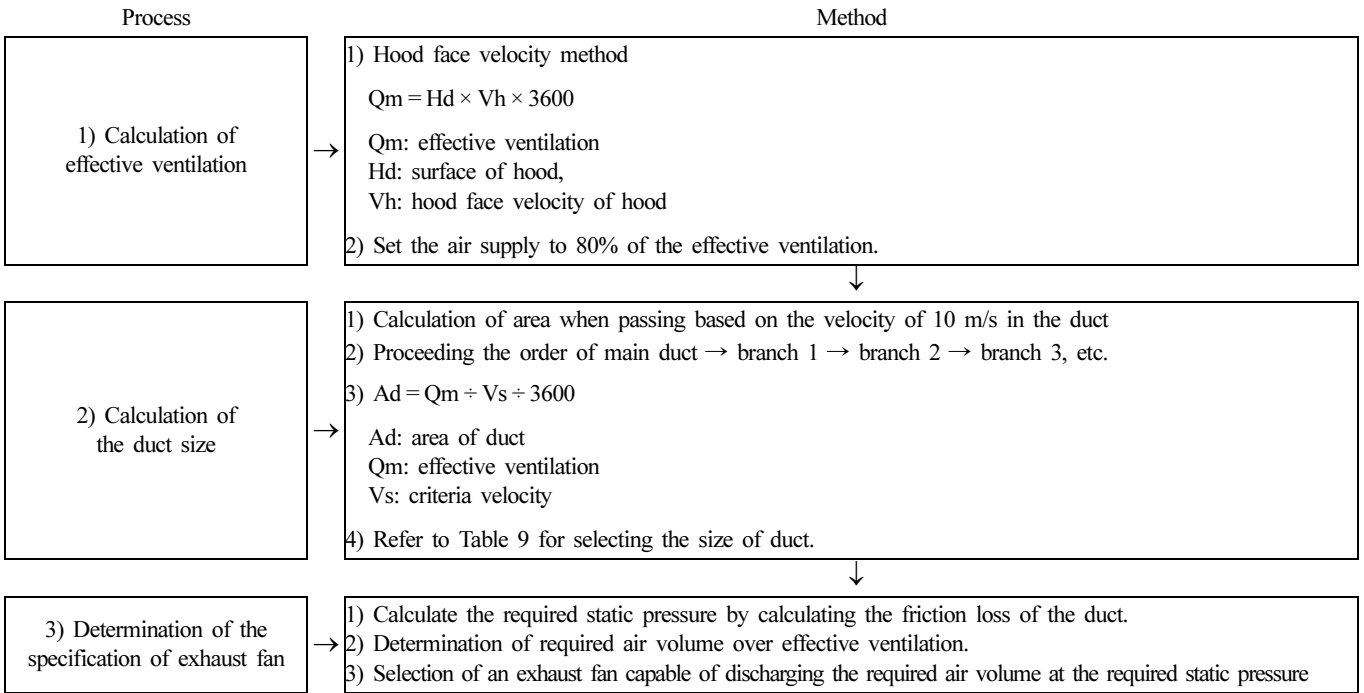 Process
Method
1) Calculation of
effective ventilation
→
1) Hood face velocity method
Qm = Hd × Vh × 3600
Qm: effective ventilation
Hd: surface of hood,
Vh: hood face velocity of hood
2) Set the air supply to 80% of the effective ventilation.
↓
2) Calculation of
the duct size
→
1) Calculation of area when passing based on the velocity of 10 m/s in the duct
2) Proceeding the order of main duct → branch 1 → branch 2 → branch 3, etc.
3) Ad = Qm ÷ Vs ÷ 3600
Ad: area of duct
Qm: effective ventilation
Vs: criteria velocity
4) Refer to Table 9 for selecting the size of duct.
↓
3) Determination of the
specification of exhaust fan
→
1) Calculate the required static pressure by calculating the friction loss of the duct.
2) Determination of required air volume over effective ventilation.
3) Selection of an exhaust fan capable of discharging the required air volume at the required static pressure